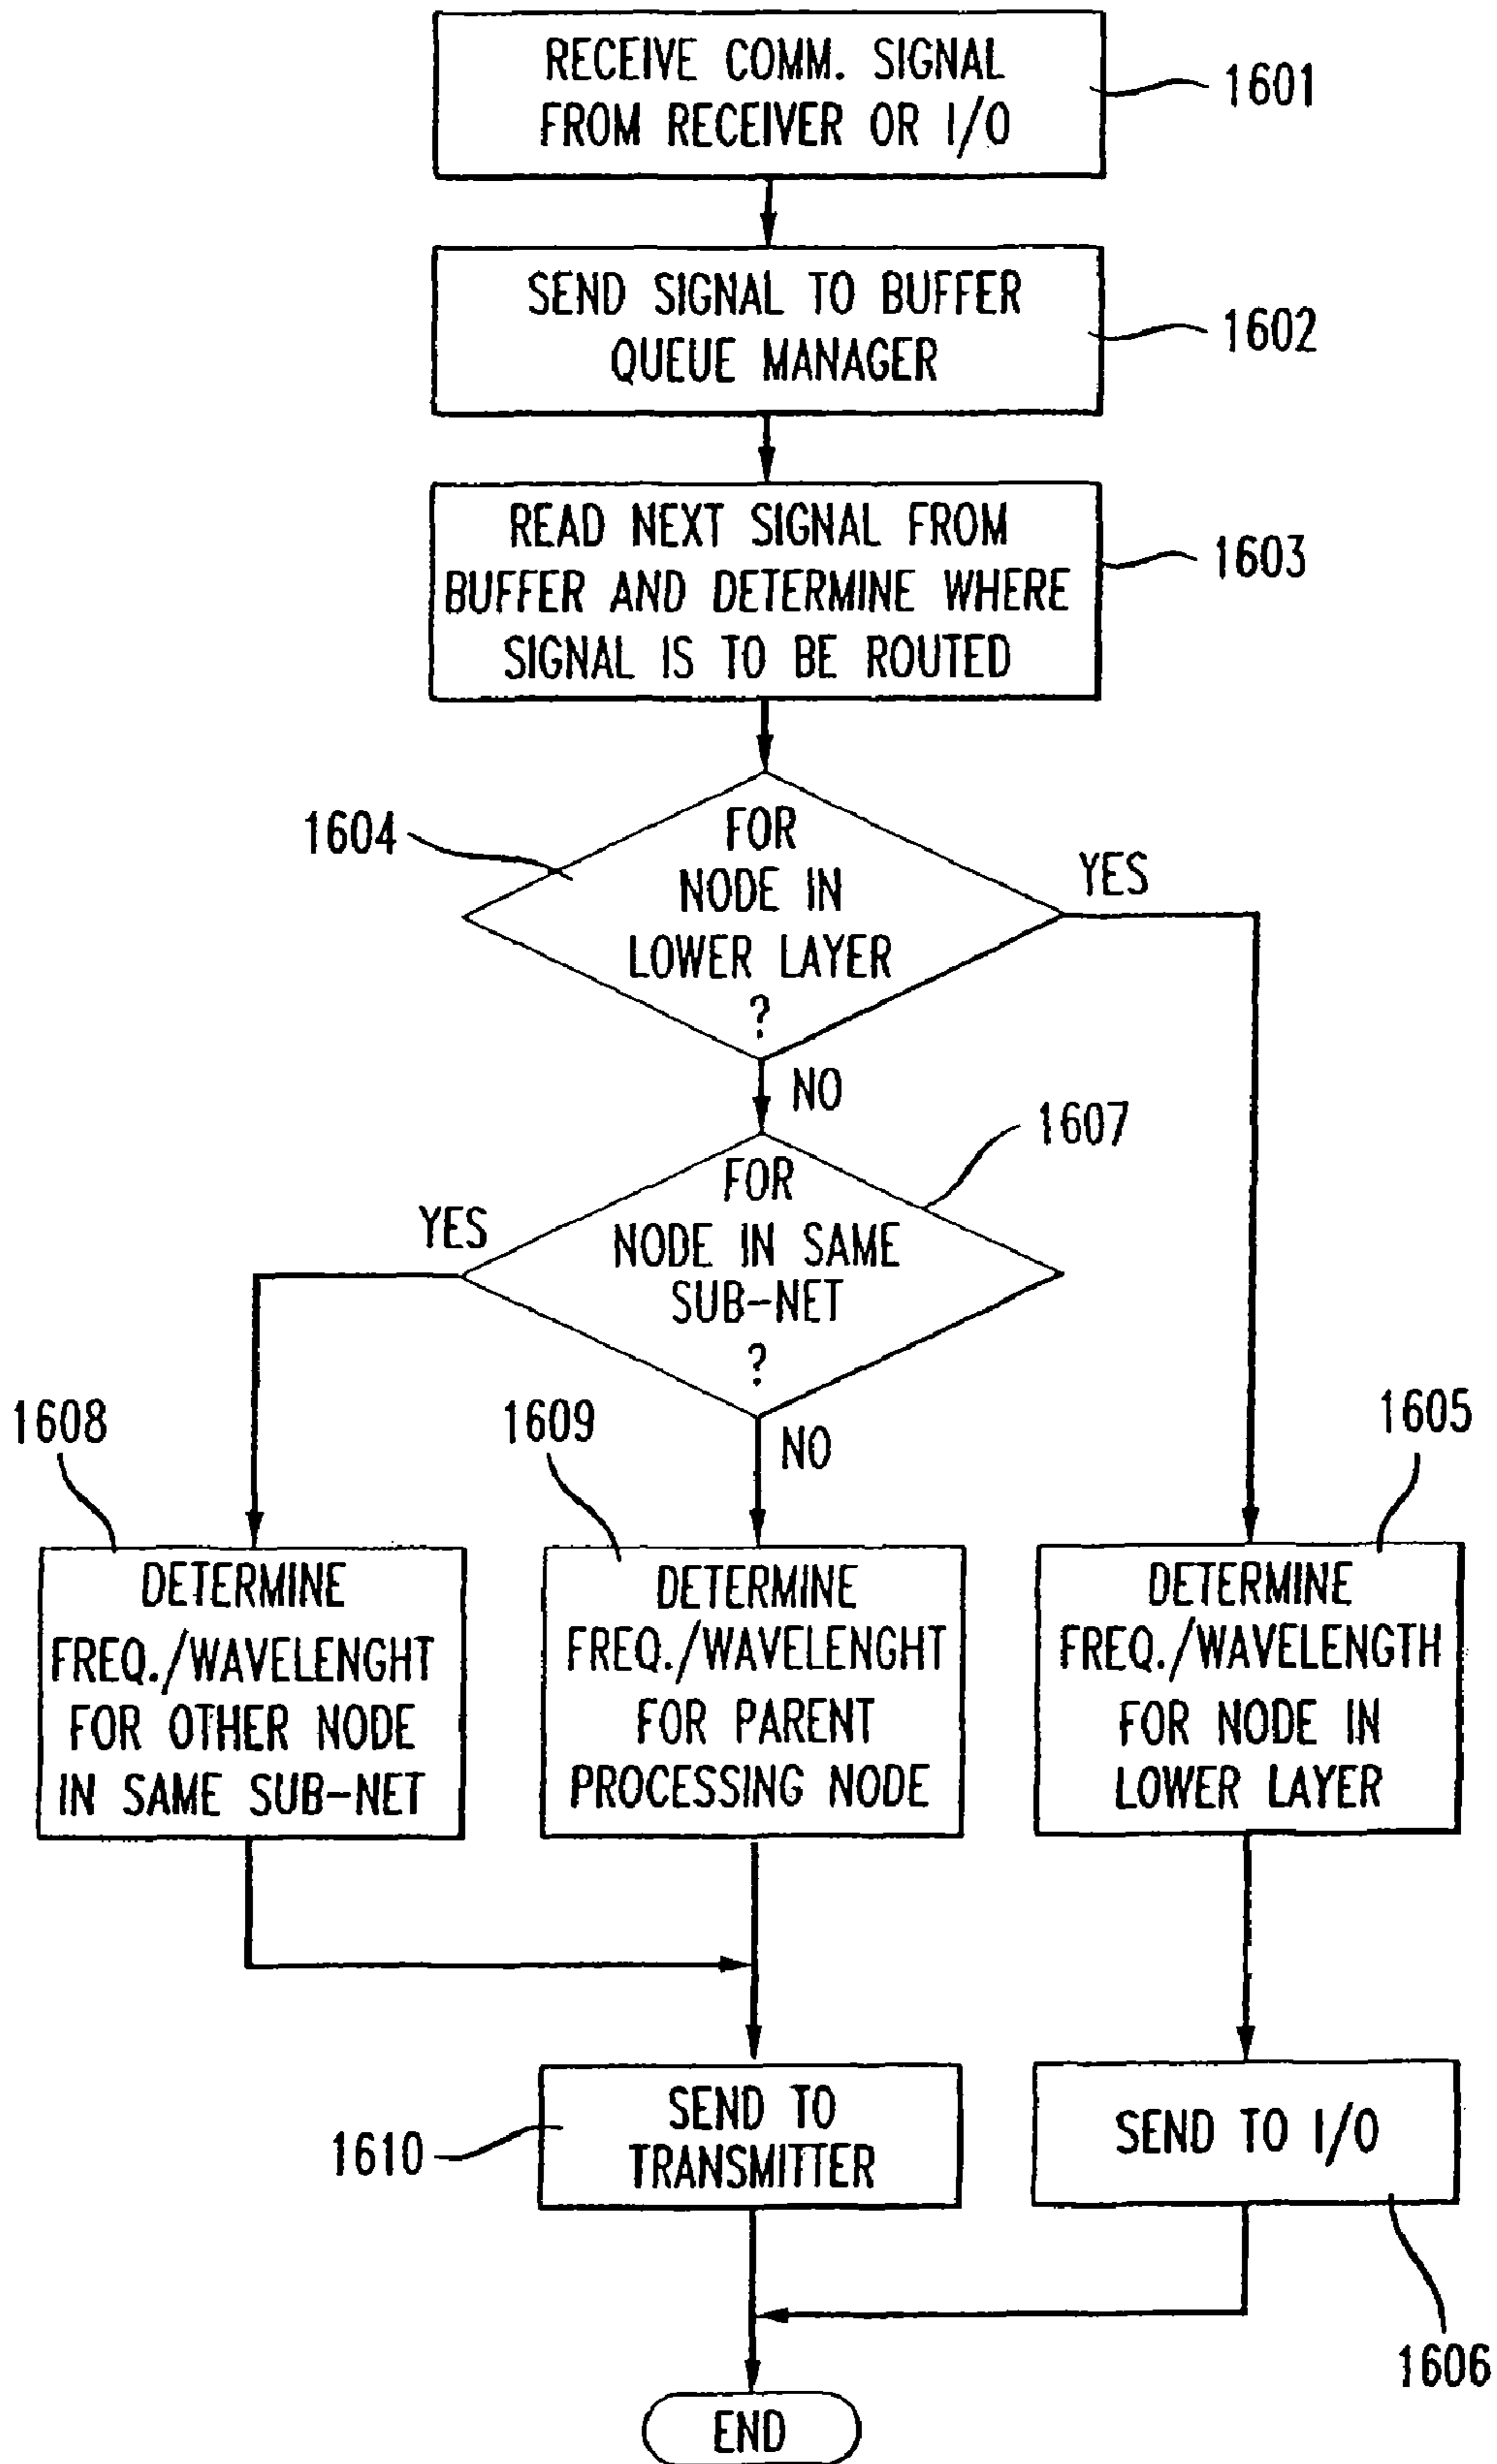 RECEIVE COMM. SIGNAL
FROM RECEIVER OR I/O
1601
SEND SIGNAL TO BUFFER
QUEUE MANAGER
1602
READ NEXT SIGNAL FROM
BUFFER AND DETERMINE WHERE
SIGNAL IS TO BE ROUTED
1603
1604
FOR
NODE IN
LOWER LAYER
?
YES
NO
1607
FOR
NODE IN SAME
SUB-NET
?
YES
NO
1608
1609
1605
DETERMINE
FREQ./WAVELENGHT
FOR OTHER NODE
IN SAME SUB-NET
DETERMINE
FREQ./WAVELENGHT
FOR PARENT
PROCESSING NODE
DETERMINE
FREQ./WAVELENGTH
FOR NODE IN
LOWER LAYER
1610
SEND TO
TRANSMITTER
SEND TO I/O
1606
END